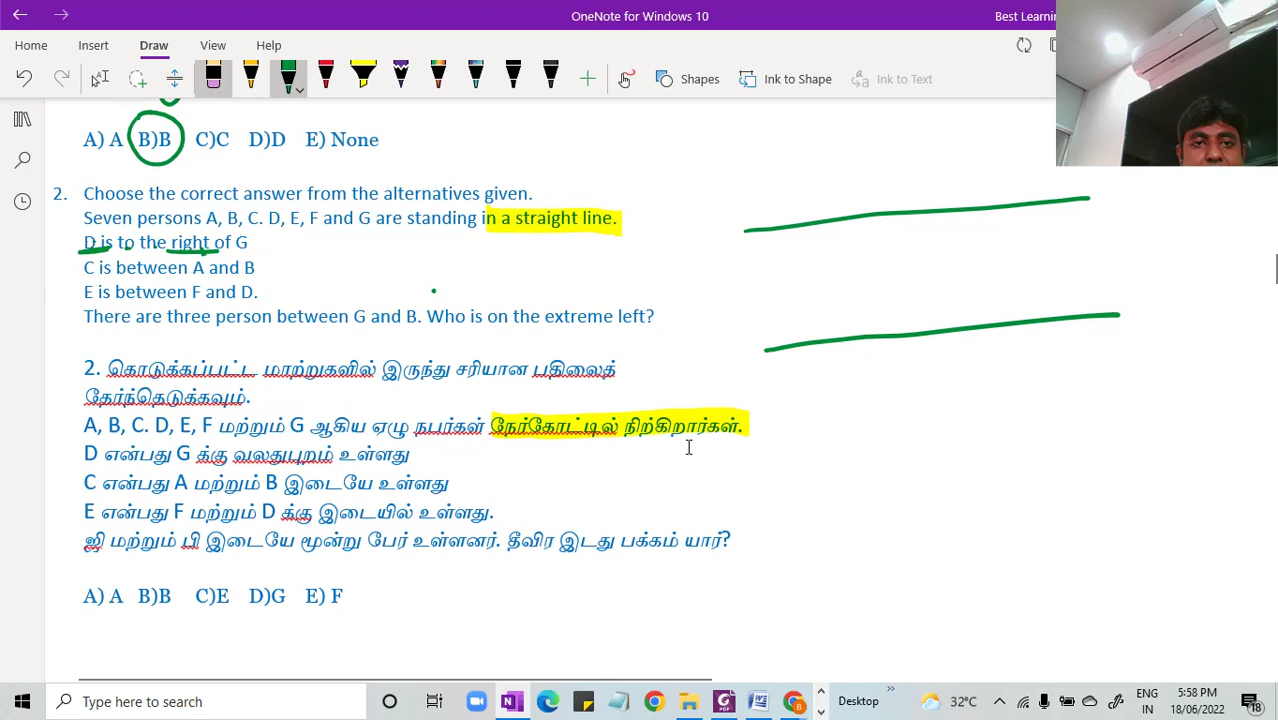 OneNote for Windows 10
Best Learnin
Home Insert Draw View Help
Shapes Ink to Shape Ink to Text
A) A B)B C)C D)D E) None
2. Choose the correct answer from the alternatives given.
Seven persons A, B, C. D, E, F and G are standing in a straight line.
D is to the right of G
C is between A and B
E is between F and D.
There are three person between G and B. Who is on the extreme left?
2. கொடுக்கப்பட்ட மாற்றுகளில் இருந்து சரியான பதிலைத்
தேர்ந்தெடுக்கவும்.
A, B, C. D, E, F மற்றும் G ஆகிய ஏழு நபர்கள் நேர்கோட்டில் நிற்கிறார்கள்.
D என்பது G க்கு வலதுபுறம் உள்ளது
C என்பது A மற்றும் B இடையே உள்ளது
E என்பது F மற்றும் D க்கு இடையில் உள்ளது.
ஜி மற்றும் பி இடையே மூன்று பேர் உள்ளனர். தீவிர இடது பக்கம் யார்?
A) A B)B C)E D)G E) F
Type here to search
Desktop
32°C
ENG
IN
5:58 PM
18/06/2022
18